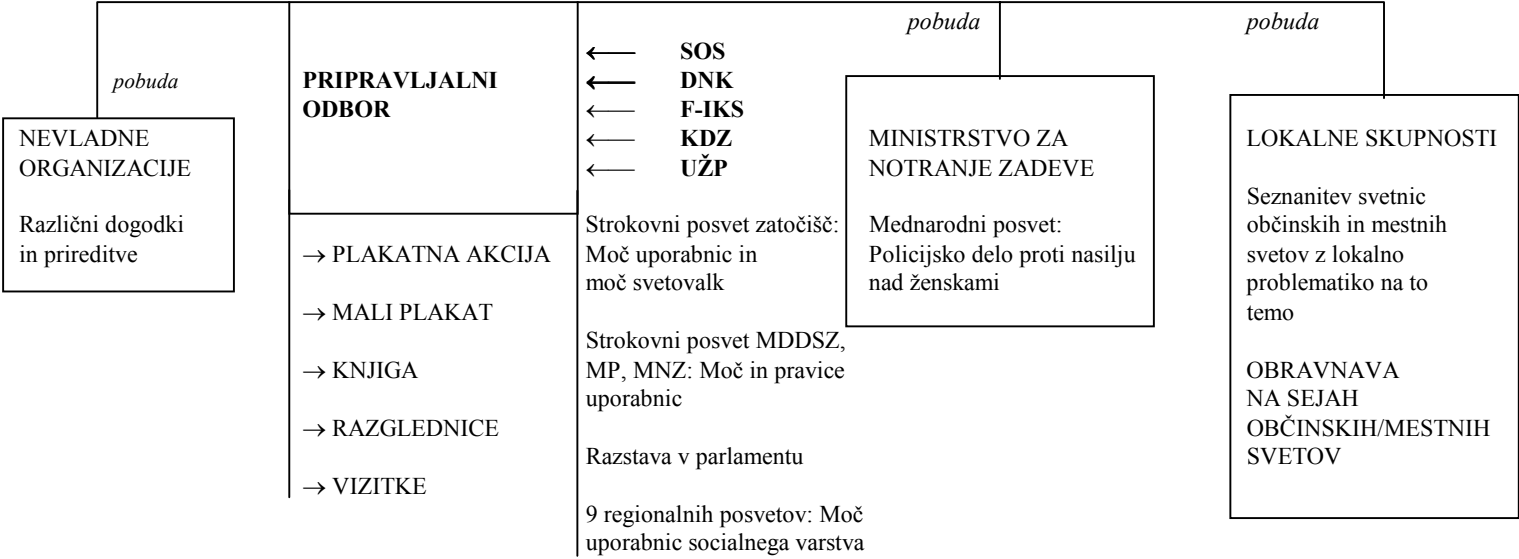 pobuda
NEVLADNE
ORGANIZACIJE
Različni dogodki
in prireditve
PRIPRAVLJALNI
ODBOR
← SOS
← DNK
← F-IKS
← KDZ
← UŽP
→ PLAKATNA AKCIJA
→ MALI PLAKAT
→ KNJIGA
→ RAZGLEDNICE
→ VIZITKE
Strokovni posvet zatočišč:
Moč uporabnic in
moč svetovalk
Strokovni posvet MDDSZ,
MP, MNZ: Moč in pravice
uporabnic
Razstava v parlamentu
9 regionalnih posvetov: Moč
uporabnic socialnega varstva
pobuda
MINISTRSTVO ZA
NOTRANJE ZADEVE
Mednarodni posvet:
Policijsko delo proti nasilju
nad ženskami
pobuda
LOKALNE SKUPNOSTI
Seznanitev svetnic
občinskih in mestnih
svetov z lokalno
problematiko na to
temo
OBRAVNAVA
NA SEJAH
OBČINSKIH/MESTNIH
SVETOV